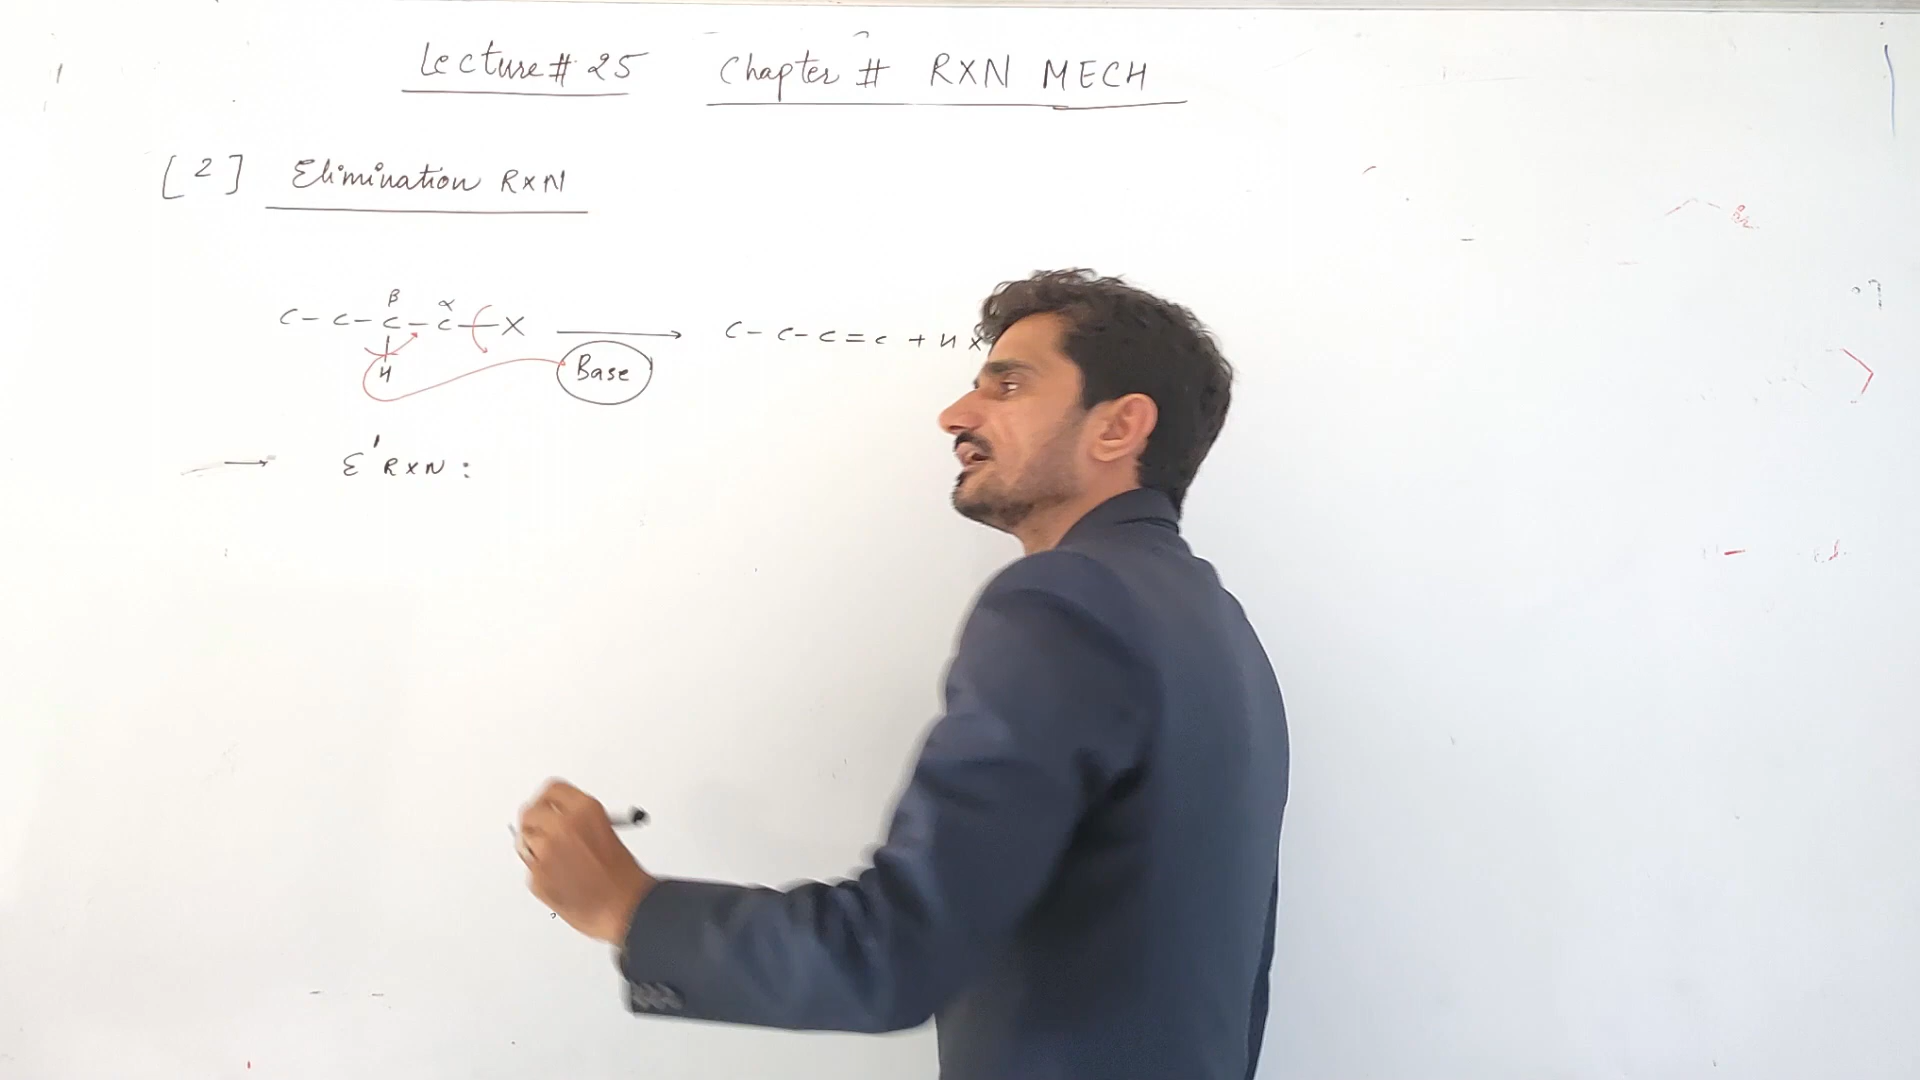 Lecture # 25 Chapter # RXN MECH
[2] Elimination RXN
β α
C - C - C - C - X → C - C - C = C + H X
H Base
→ E' RXN :